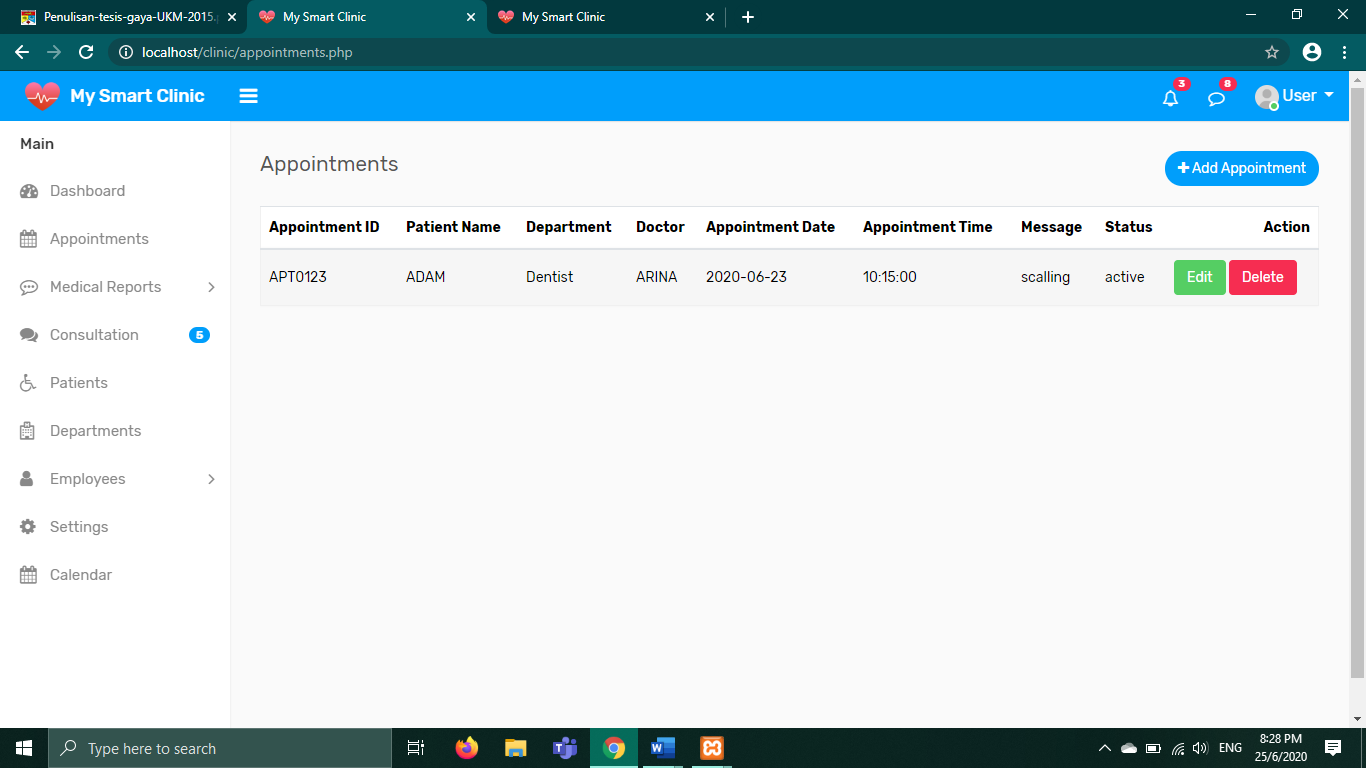 Penulisan-tesis-gaya-UKM-2015.p
My Smart Clinic
My Smart Clinic
localhost/clinic/appointments.php
My Smart Clinic
3
8
User
Main
Dashboard
Appointments
Medical Reports
Consultation 5
Patients
Departments
Employees
Settings
Calendar
Appointments
Add Appointment
Appointment ID Patient Name Department Doctor Appointment Date Appointment Time Message Status Action
APT0123 ADAM Dentist ARINA 2020-06-23 10:15:00 scalling active Edit Delete
Type here to search
ENG
8:28 PM
25/6/2020